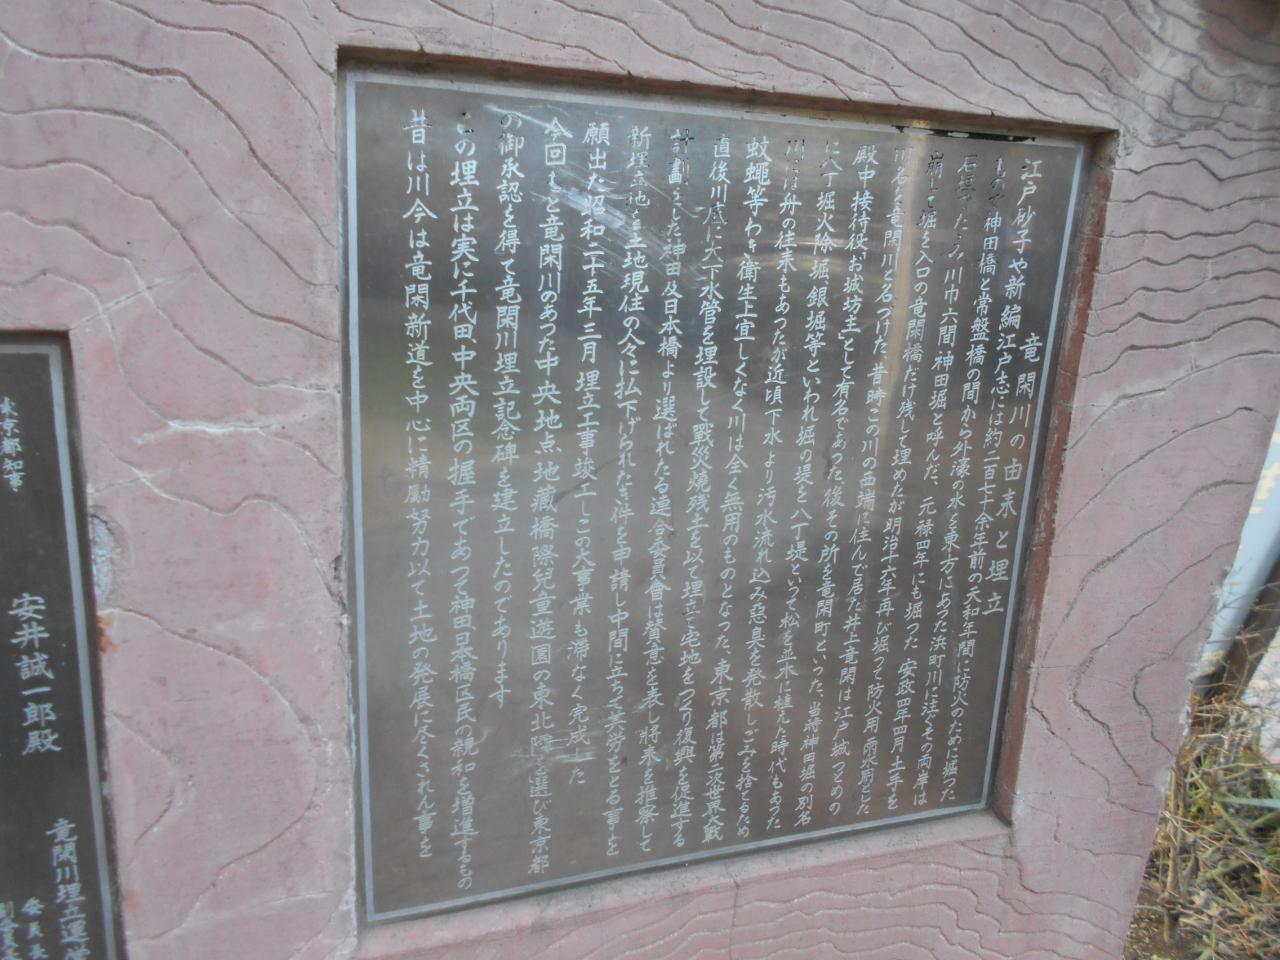 竜閑川の由来と埋立
江戸砂子や新編江戸志には約二百七十余年前の天和年間に防火のために掘った
もので神田橋と常盤橋の間から外濠の水を東方にあった浜町川に注ぐその両岸は
石垣でたたみ川巾六間神田堀と呼んだ、元禄四年にも掘った 安政四年四月土手を
崩して堀を入口の竜閑橋だけ残して埋めたが明治十六年再び掘って防火用雨水用とした
川名を竜閑川と名づけた、昔時この川の西端に住んで居た井上竜閑は江戸城つとめの
殿中接待役「お城坊主」として有名であった、後その所を竜閑町といった、当時神田堀の別名
に八丁堀火除堀銀堀等といわれ堀の堤を八丁堤といって松を並木に植えた時代もあった
川には舟の往来もあったが近頃下水より汚水流れ込み悪臭を巻散しごみを捨てるため
蚊蠅等わき衛生上宜しくなく川は全く無用のものとなった、東京都は第二次世界大戦
直後川底に大下水管を埋設して戰災燒残土を以て埋立て宅地をつくり復興を促進する
計劃をした神田及日本橋より選ばれたる連合委員會は賛意を表し將来を推察して
新埋立地を土地現住の人々に払下げられたき件を申請し中間に立ちて苦労をとる事を
願出た昭和二十五年三月埋立工事竣工しこの大事業も滞なく完成した
今回もと竜閑川のあった中央地点地蔵橋際兒童遊園の東北隅を選び東京都
の御承認を得て竜閑川埋立記念碑を建立したのであります
この埋立は実に千代田中央両区の握手であって神田日本橋区民の親和を増進するもの
昔は川今は竜閑新道を中心に精励努力以て土地の発展に尽くされん事を
東京都知事
安井誠一郎殿
竜閑川埋立運営
委員長